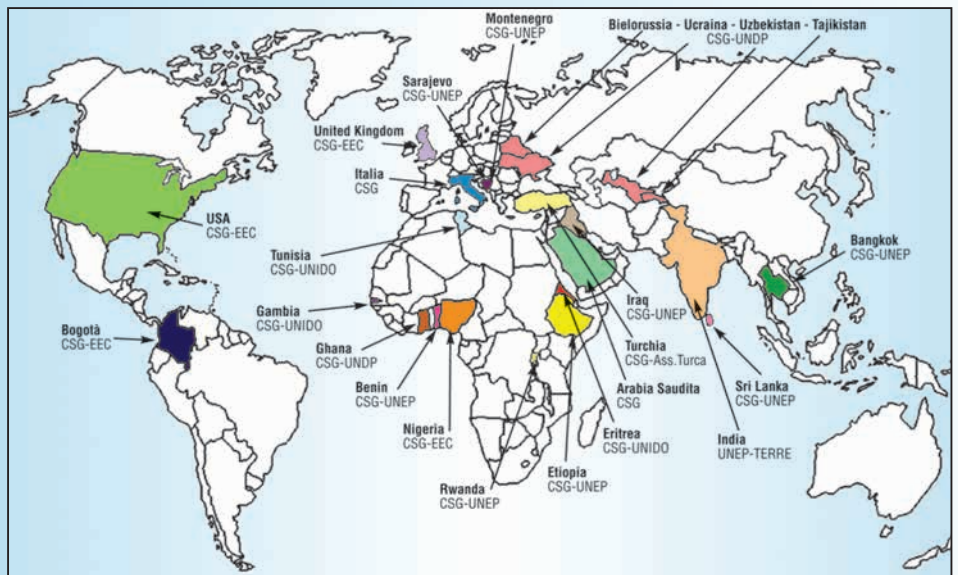 Montenegro
CSG-UNEP
Bielorussia - Ucraina - Uzbekistan - Tajikistan
CSG-UNDP
Sarajevo
CSG-UNEP
United Kingdom
CSG-EEC
Italia
CSG
USA
CSG-EEC
Tunisia
CSG-UNIDO
Bangkok
CSG-UNEP
Gambia
CSG-UNIDO
Iraq
CSG-UNEP
Bogotà
CSG-EEC
Ghana
CSG-UNDP
Turchia
CSG-Ass.Turca
Benin
CSG-UNEP
Arabia Saudita
CSG
Sri Lanka
CSG-UNEP
Nigeria
CSG-EEC
Eritrea
CSG-UNIDO
India
UNEP-TERRE
Etiopia
CSG-UNEP
Rwanda
CSG-UNEP